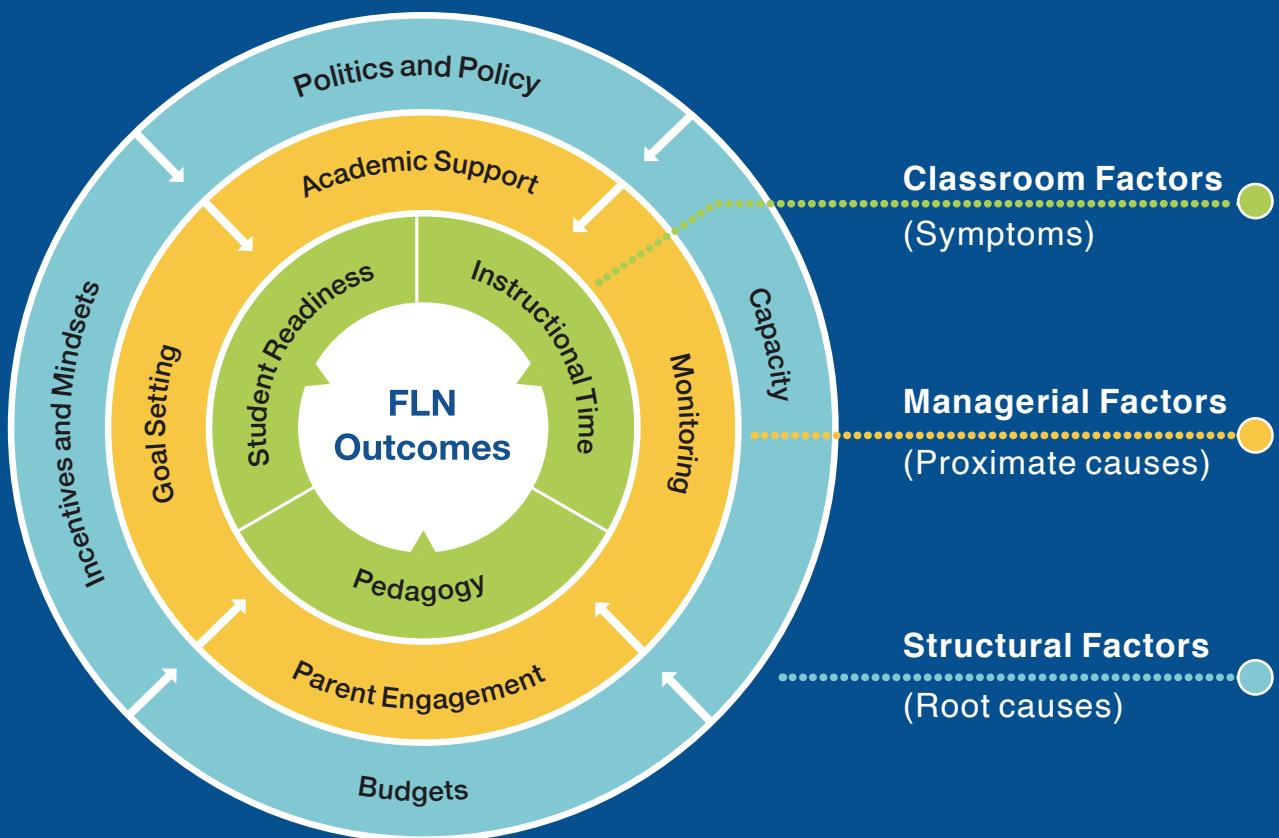 Politics and Policy
Academic Support
Student Readiness
Instructional Time
Incentives and Mindsets
Goal Setting
FLN
Outcomes
Monitoring
Capacity
Pedagogy
Parent Engagement
Budgets
Classroom Factors
(Symptoms)
Managerial Factors
(Proximate causes)
Structural Factors
(Root causes)